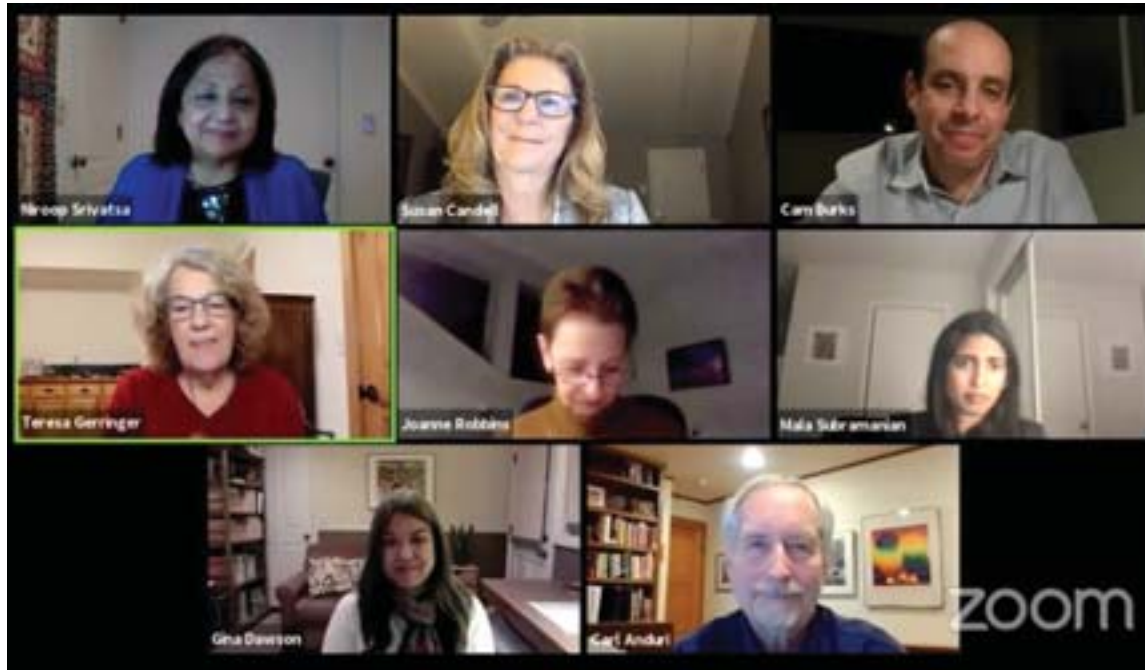 Niroop Srivatsa
Susan Candell
Cam Burks
Teresa Gerringer
Joanne Robbins
Mala Subramanian
Gina Dawson
Carl Anduri
zoom